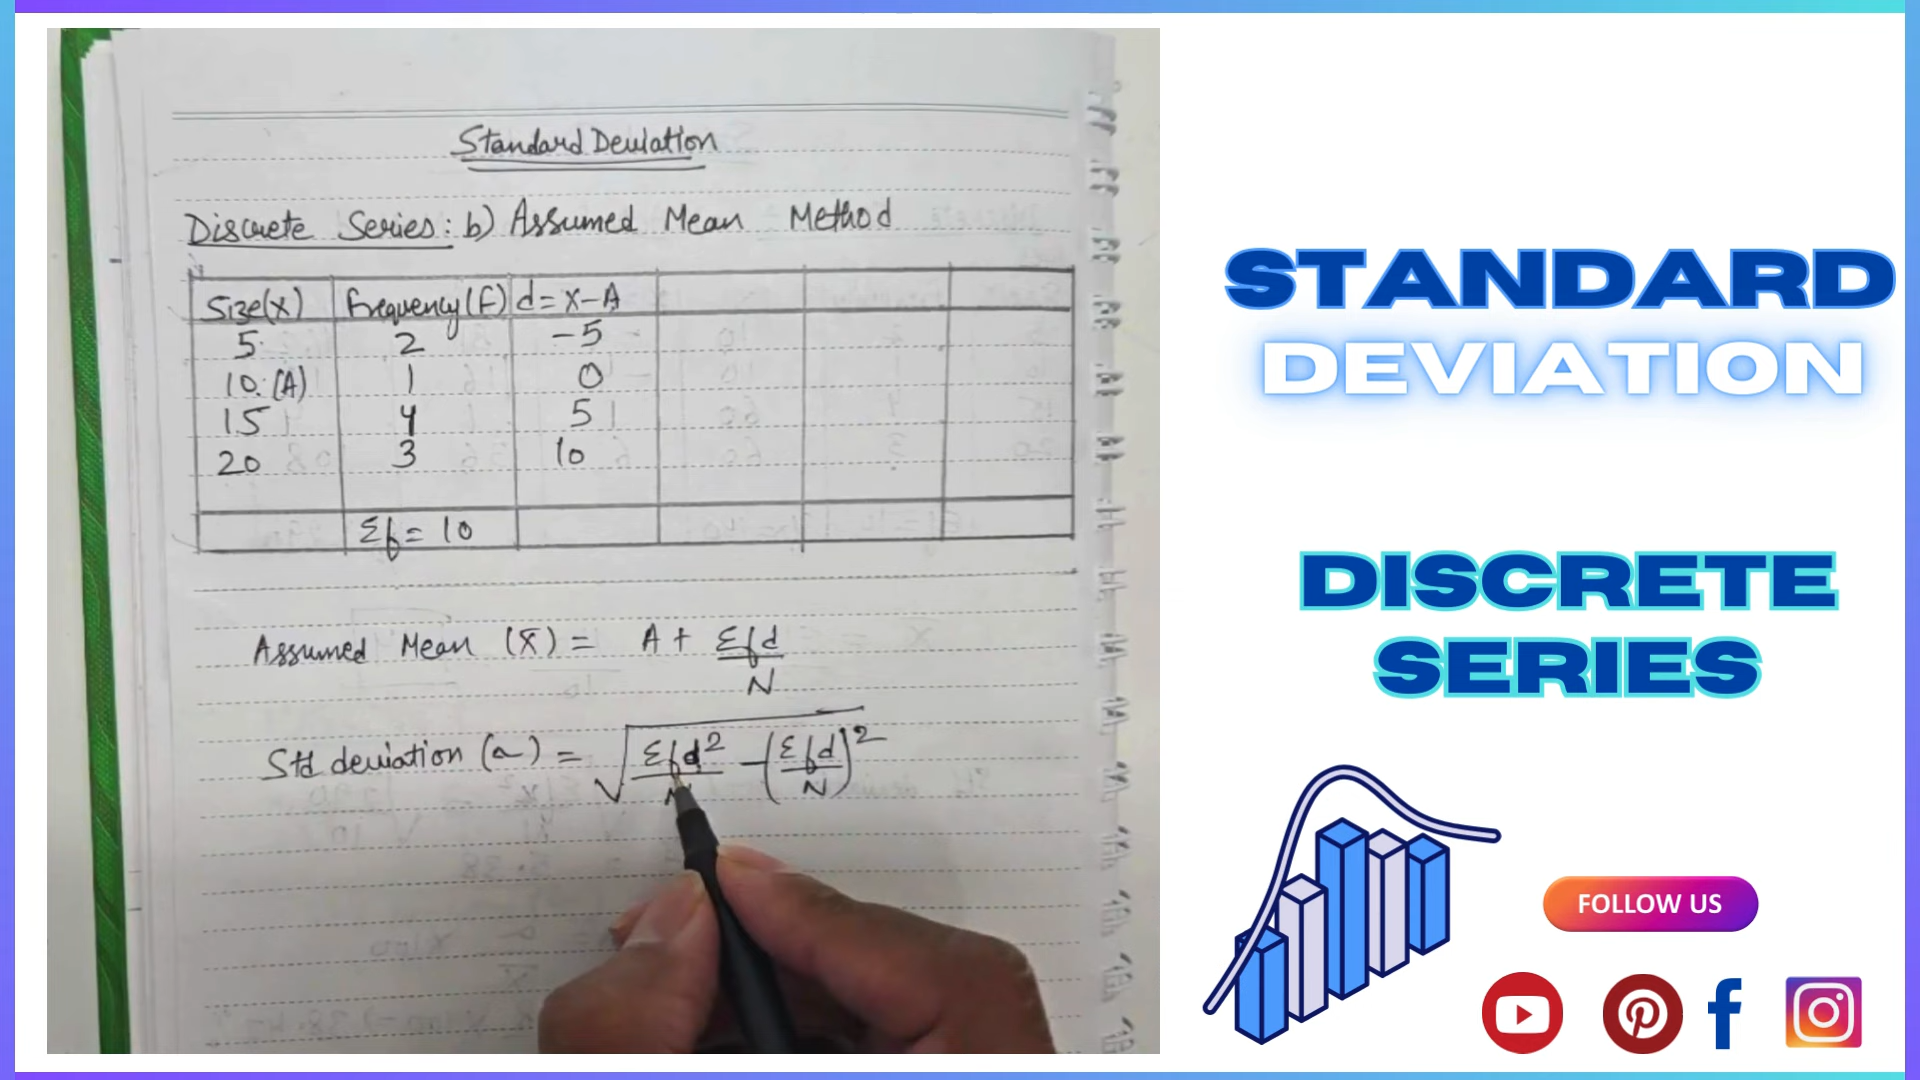 Standard Deviation
Discrete Series: b) Assumed Mean Method
Size(x) Frequency(f) d=x-A
5 2 -5
10(A) 1 0
15 4 5
20 3 10
Σf= 10
Assumed Mean (x̄) = A + Σfd/N
Std deviation (σ) = √Σfd²/N - (Σfd/N)²
STANDARD
DEVIATION
DISCRETE
SERIES
FOLLOW US